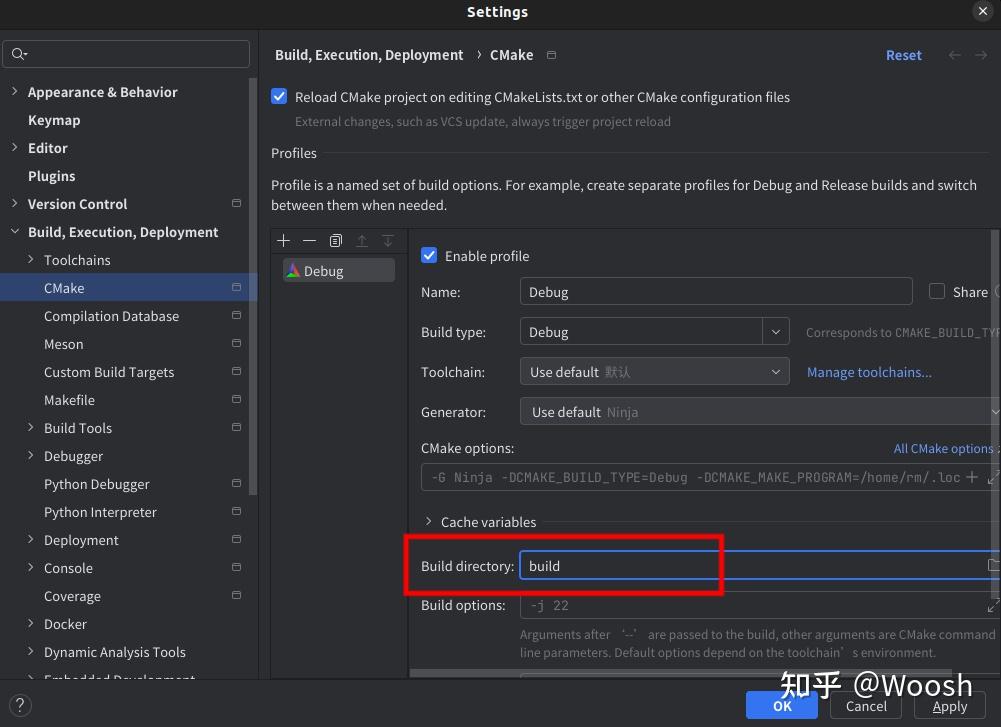 Settings
Build, Execution, Deployment › CMake
Reset
Appearance & Behavior
Keymap
Editor
Plugins
Version Control
Build, Execution, Deployment
Toolchains
CMake
Compilation Database
Meson
Custom Build Targets
Makefile
Build Tools
Debugger
Python Debugger
Python Interpreter
Deployment
Console
Coverage
Docker
Dynamic Analysis Tools
Embedded Development
Reload CMake project on editing CMakeLists.txt or other CMake configuration files
External changes, such as VCS update, always trigger project reload
Profiles
Profile is a named set of build options. For example, create separate profiles for Debug and Release builds and switch
between them when needed.
Debug
Enable profile
Name: Debug
Share
Build type: Debug
Corresponds to CMAKE_BUILD_TYP
Toolchain: Use default 默认
Manage toolchains...
Generator: Use default Ninja
CMake options:
All CMake options
-G Ninja -DCMAKE_BUILD_TYPE=Debug -DCMAKE_MAKE_PROGRAM=/home/rm/.loc
Cache variables
Build directory: build
Build options: -j 22
Arguments after ‘--’ are passed to the build, other arguments are CMake command
line parameters. Default options depend on the toolchain’s environment.
知乎 @Woosh
?
OK
Cancel
Apply